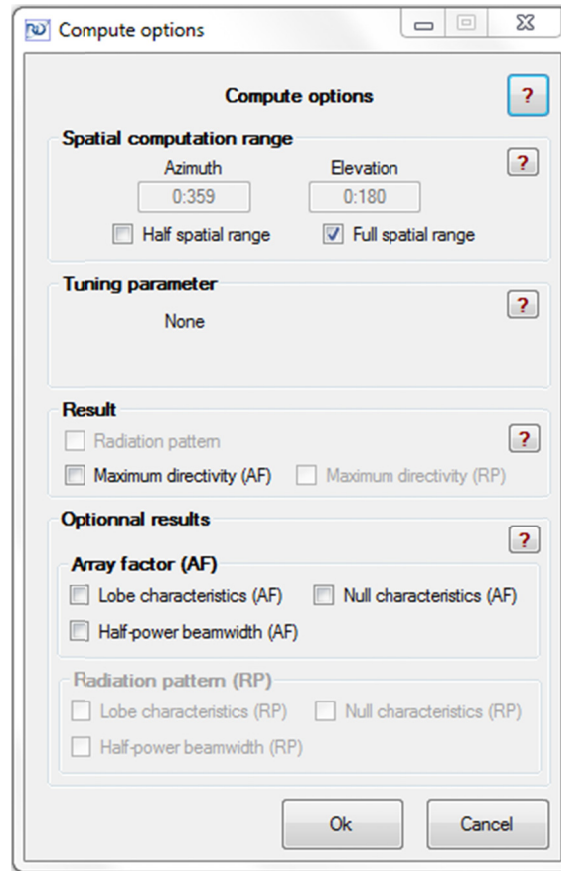 Compute options
Compute options ?
Spatial computation range ?
Azimuth Elevation
0:359 0:180
Half spatial range Full spatial range
Tuning parameter ?
None
Result
Radiation pattern ?
Maximum directivity (AF) Maximum directivity (RP)
Optionnal results ?
Array factor (AF)
Lobe characteristics (AF) Null characteristics (AF)
Half-power beamwidth (AF)
Radiation pattern (RP)
Lobe characteristics (RP) Null characteristics (RP)
Half-power beamwidth (RP)
Ok Cancel